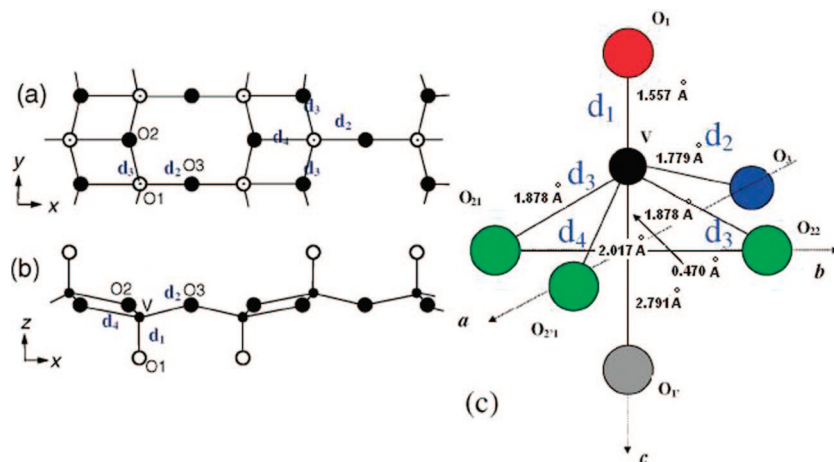 (a)
d₃
d₄
d₂
O2
d₃
d₂
O3
O1
d₃
y
x
(b)
O2
V
d₂
O3
d₄
d₁
O1
z
x
O₁
1.557 Å
d₁
V
d₂
1.779 Å
O₃
1.878 Å
d₃
1.878 Å
O₂₁
O₂₂
d₄
2.017 Å
d₃
0.470 Å
b
2.791 Å
a
O₂'₁
O₁'
(c)
c